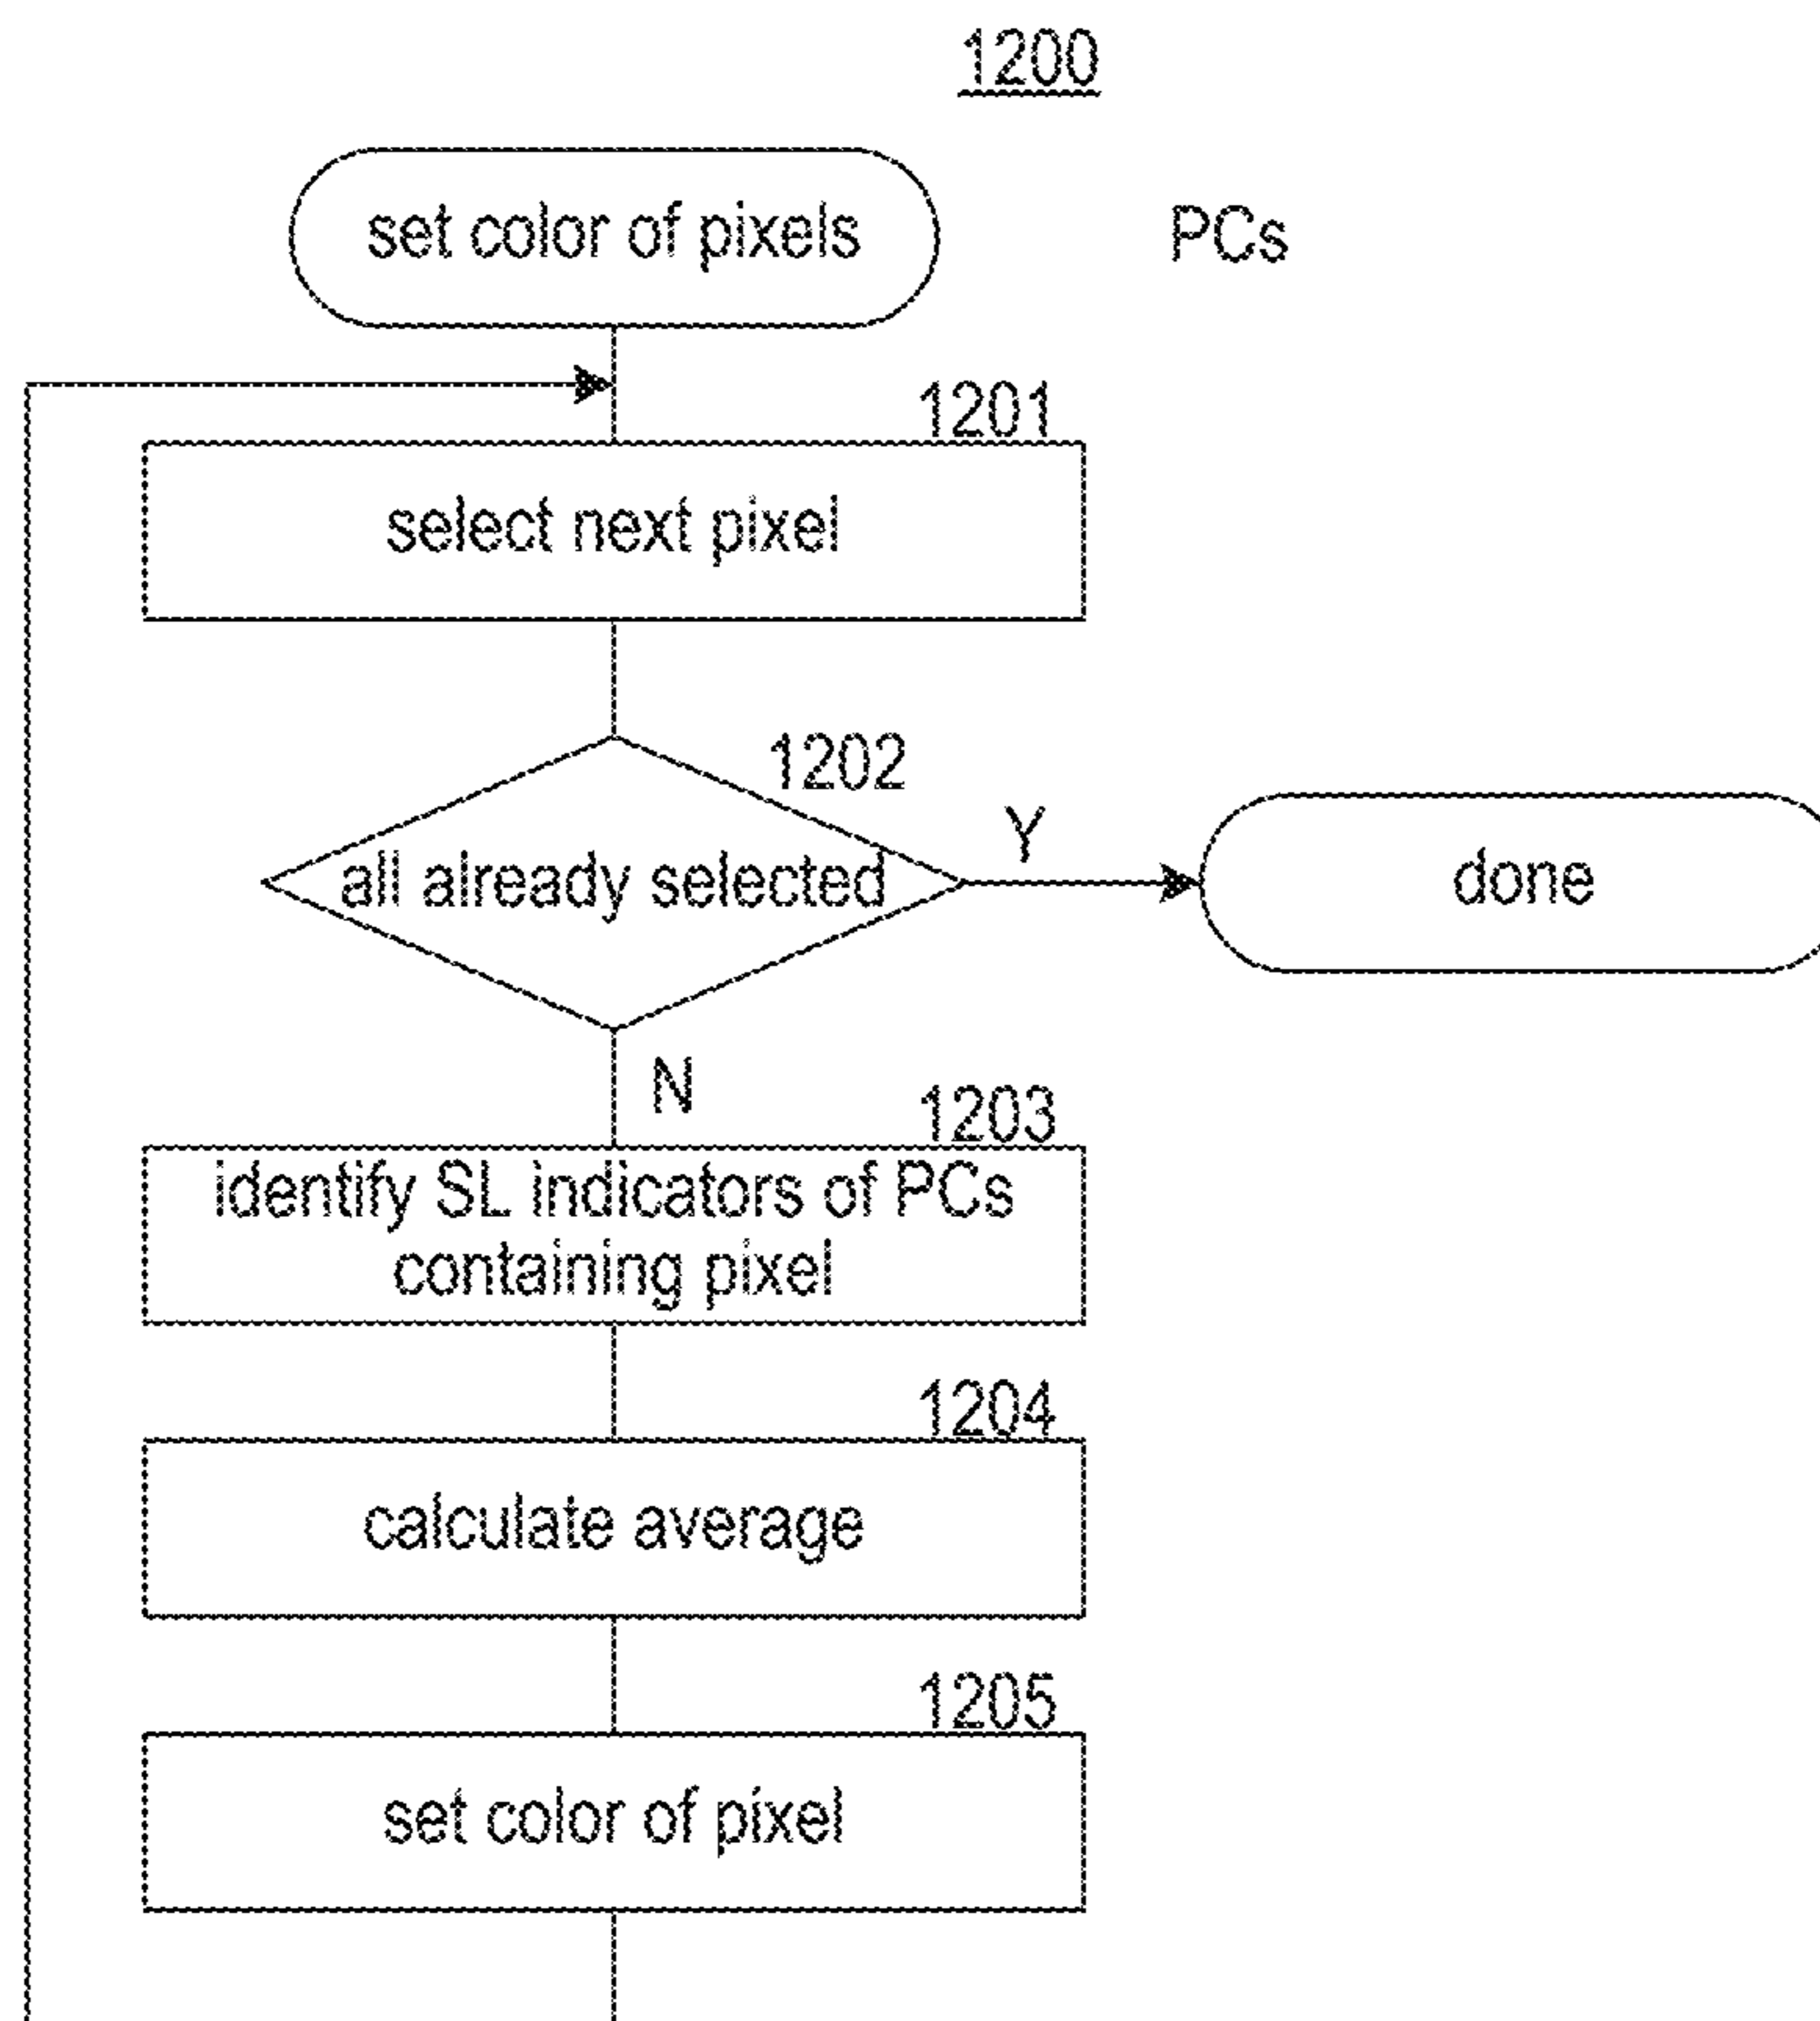 1200
set color of pixels
PCs
1201
select next pixel
1202
all already selected
Y
done
N
1203
identify SL indicators of PCs
containing pixel
1204
calculate average
1205
set color of pixel